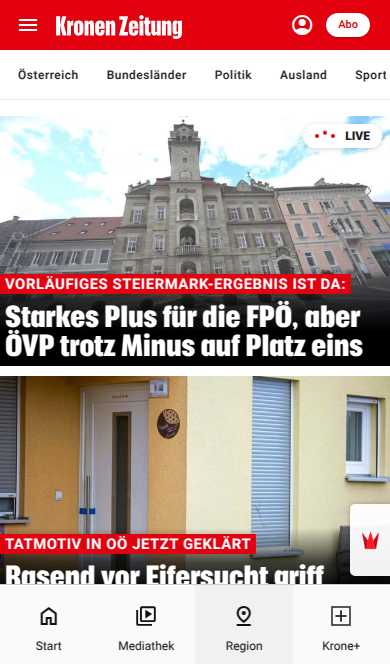 Kronen Zeitung
Abo
Österreich Bundesländer Politik Ausland Sport
LIVE
VORLÄUFIGES STEIERMARK-ERGEBNIS IST DA:
Starkes Plus für die FPÖ, aber
ÖVP trotz Minus auf Platz eins
TATMOTIV IN OÖ JETZT GEKLÄRT
Rasend vor Eifersucht griff
Start Mediathek Region Krone+